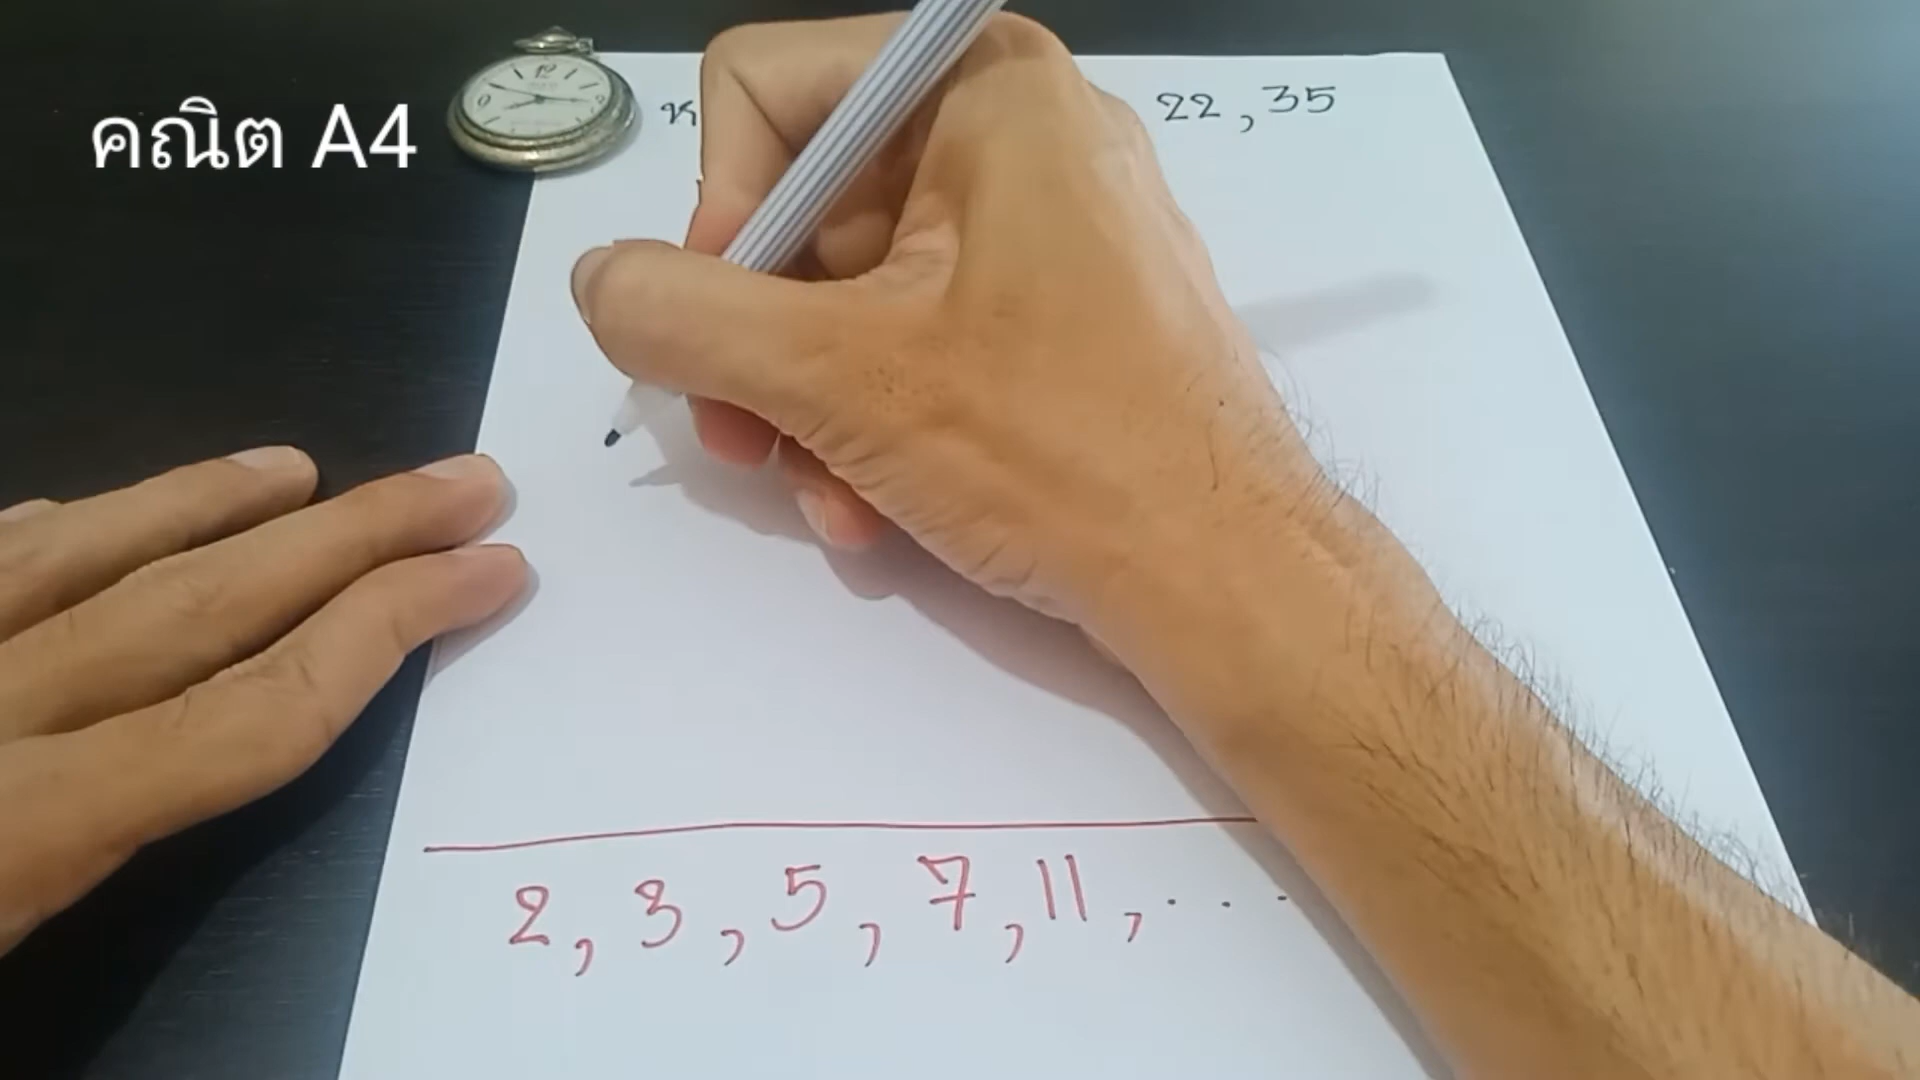 คณิต A4
22 , 35
2 , 3 , 5 , 7 , 11 , . . .